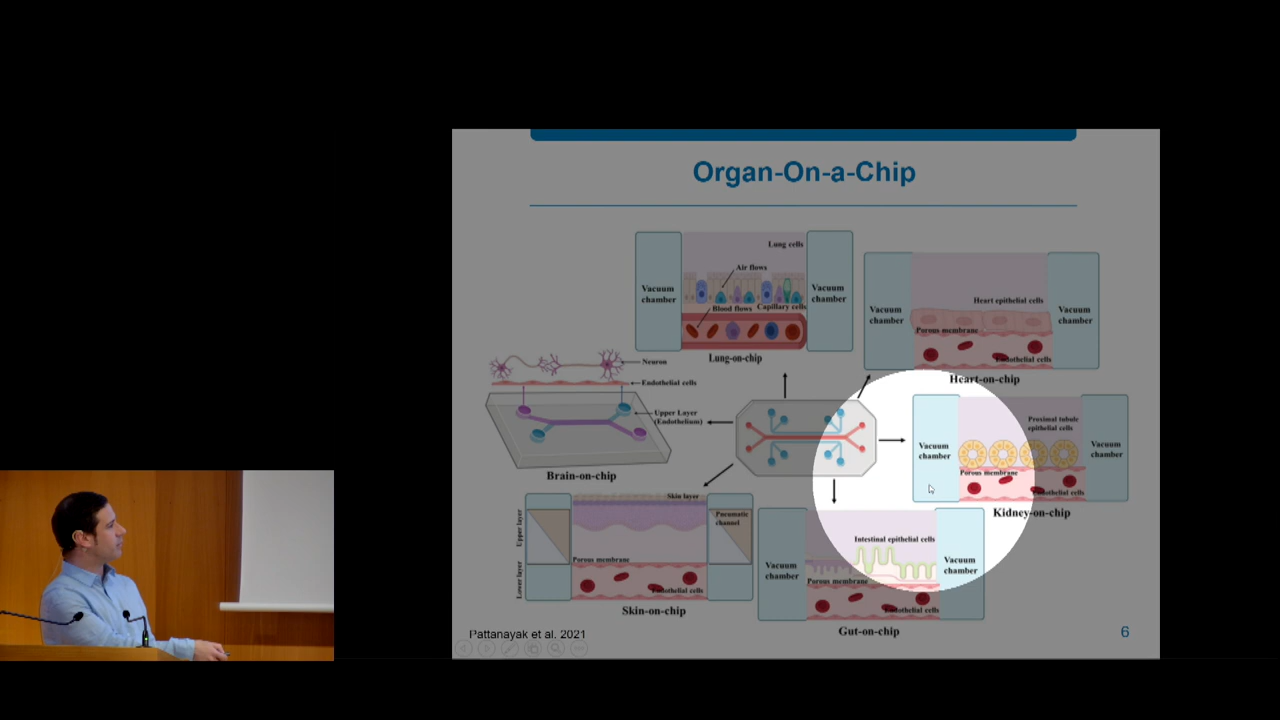 Organ-On-a-Chip
Lung cells
Air flows
Vacuum
chamber
Vacuum
chamber
Blood flows
Capillary cells
Lung-on-chip
Heart epithelial cells
Vacuum
chamber
Vacuum
chamber
Porous membrane
Endothelial cells
Heart-on-chip
Neuron
Endothelial cells
Upper Layer
(Endothelium)
Brain-on-chip
Proximal tubule
epithelial cells
Vacuum
chamber
Vacuum
chamber
Porous membrane
Endothelial cells
Kidney-on-chip
Skin layer
Pneumatic
channel
Upper layer
Porous membrane
Lower layer
Endothelial cells
Skin-on-chip
Intestinal epithelial cells
Vacuum
chamber
Vacuum
chamber
Porous membrane
Endothelial cells
Gut-on-chip
Pattanayak et al. 2021
6